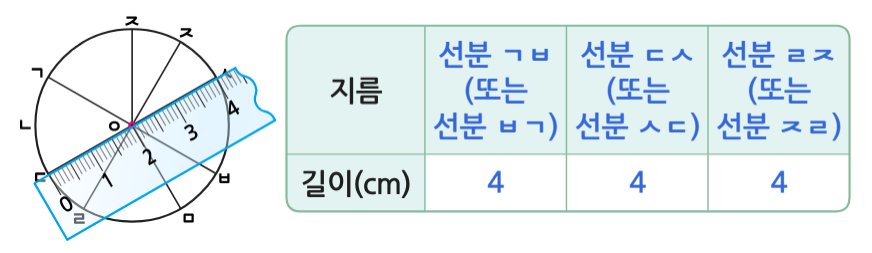 ㅈ
ㅈ
ㄱ
ㅅ
ㄴ
ㅇ
ㄷ
ㄹ
ㅁ
ㅂ
0 1 2 3 4
지름
선분 ㄱㅂ
(또는
선분 ㅂㄱ)
선분 ㄷㅅ
(또는
선분 ㅅㄷ)
선분 ㄹㅈ
(또는
선분 ㅈㄹ)
길이(cm) 4 4 4